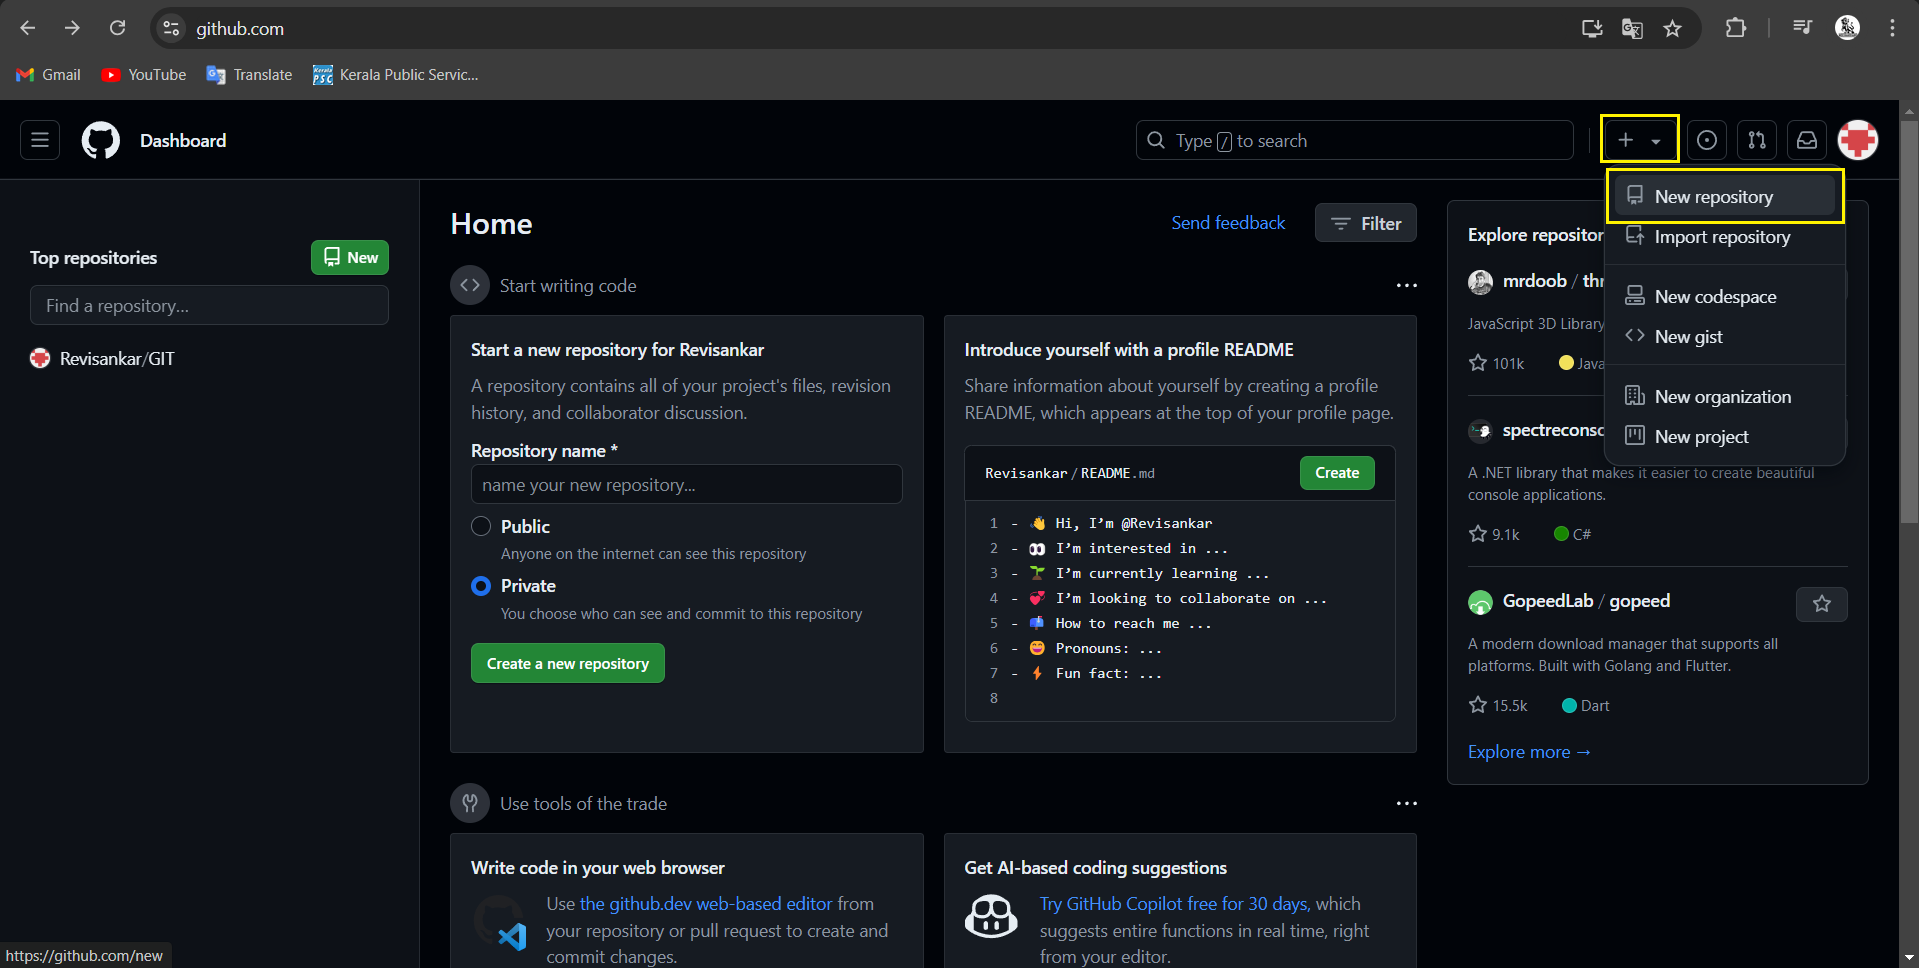 github.com
Gmail
YouTube
Translate
Kerala Public Servic...
Dashboard
Type / to search
New repository
Import repository
New codespace
New gist
New organization
New project
Top repositories
New
Find a repository...
Revisankar/GIT
Home
Send feedback
Filter
Start writing code
Start a new repository for Revisankar
A repository contains all of your project's files, revision
history, and collaborator discussion.
Repository name *
name your new repository...
Public
Anyone on the internet can see this repository
Private
You choose who can see and commit to this repository
Create a new repository
Introduce yourself with a profile README
Share information about yourself by creating a profile
README, which appears at the top of your profile page.
Revisankar / README.md
Create
1 - 👋 Hi, I’m @Revisankar
2 - 👀 I’m interested in ...
3 - 🌱 I’m currently learning ...
4 - 💞️ I’m looking to collaborate on ...
5 - 📫 How to reach me ...
6 - 😄 Pronouns: ...
7 - ⚡ Fun fact: ...
8
Explore repositor
mrdoob / thr
JavaScript 3D Library
101k
Java
spectreconso
A .NET library that makes it easier to create beautiful
console applications.
9.1k
C#
GopeedLab / gopeed
A modern download manager that supports all
platforms. Built with Golang and Flutter.
15.5k
Dart
Explore more →
Use tools of the trade
Write code in your web browser
Use the github.dev web-based editor from
your repository or pull request to create and
commit changes.
Get AI-based coding suggestions
Try GitHub Copilot free for 30 days, which
suggests entire functions in real time, right
from your editor.
https://github.com/new